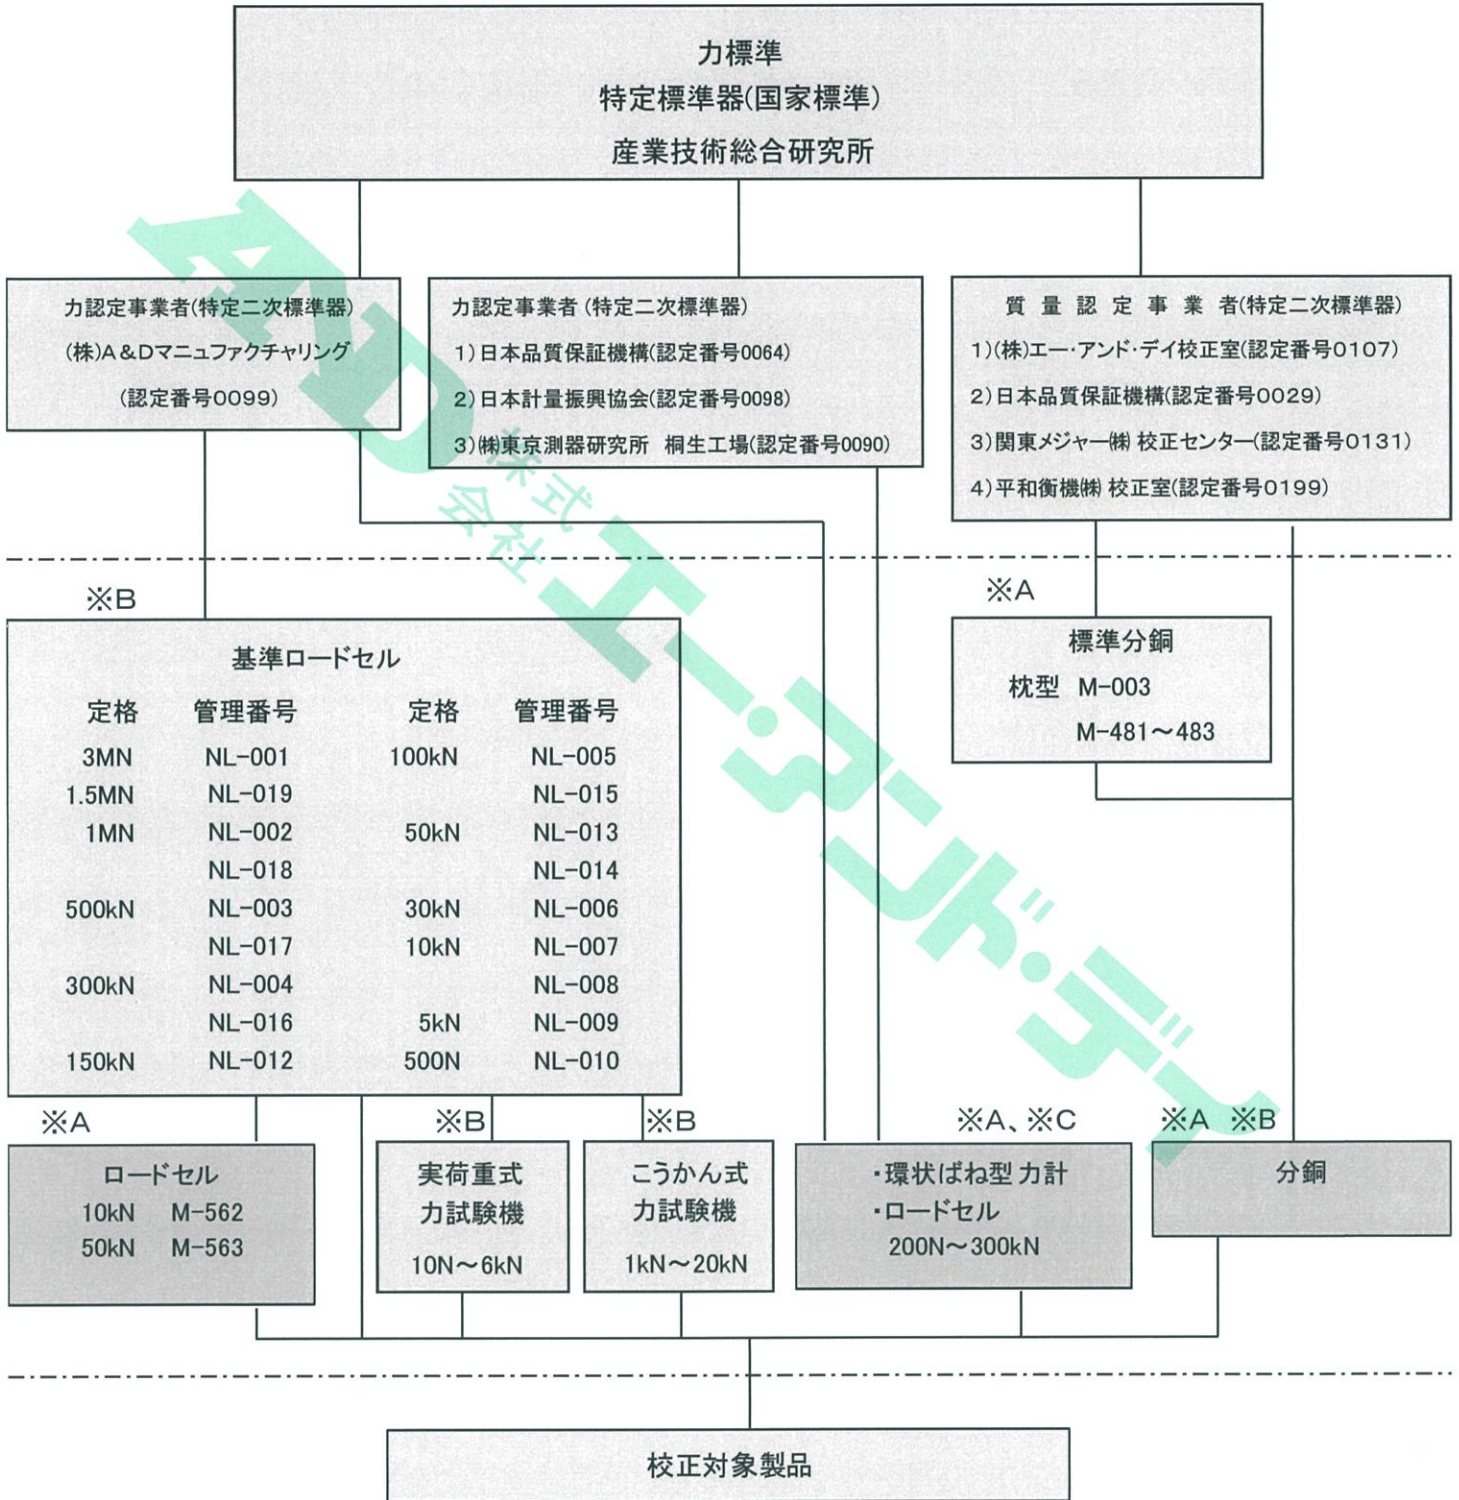 力標準
特定標準器(国家標準)
産業技術総合研究所
力認定事業者(特定二次標準器)
(株)A&Dマニュファクチャリング
(認定番号0099)
力認定事業者(特定二次標準器)
1)日本品質保証機構(認定番号0064)
2)日本計量振興協会(認定番号0098)
3)㈱東京測器研究所 桐生工場(認定番号0090)
質量認定事業者(特定二次標準器)
1)(株)エー・アンド・デイ校正室(認定番号0107)
2)日本品質保証機構(認定番号0029)
3)関東メジャー㈱ 校正センター(認定番号0131)
4)平和衡機㈱ 校正室(認定番号0199)
AND
株式会社
エー・アンド・デイ
※B
基準ロードセル
定格 管理番号 定格 管理番号
3MN NL-001 100kN NL-005
1.5MN NL-019 NL-015
1MN NL-002 50kN NL-013
NL-018 NL-014
500kN NL-003 30kN NL-006
NL-017 10kN NL-007
300kN NL-004 NL-008
NL-016 5kN NL-009
150kN NL-012 500N NL-010
※A
標準分銅
枕型 M-003
M-481～483
※A
ロードセル
10kN M-562
50kN M-563
※B
実荷重式
力試験機
10N～6kN
※B
こうかん式
力試験機
1kN～20kN
※A、※C
・環状ばね型力計
・ロードセル
200N～300kN
※A ※B
分銅
校正対象製品